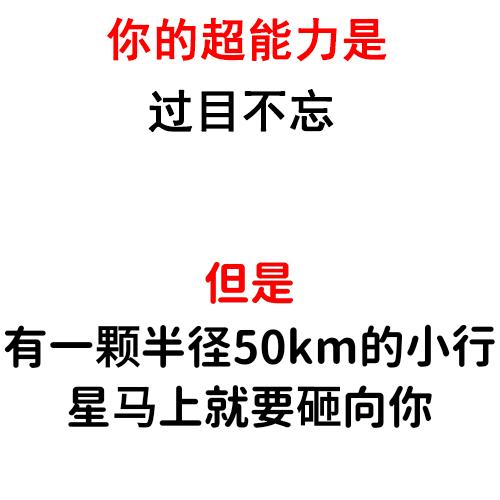 你的超能力是
过目不忘
但是
有一颗半径50km的小行
星马上就要砸向你